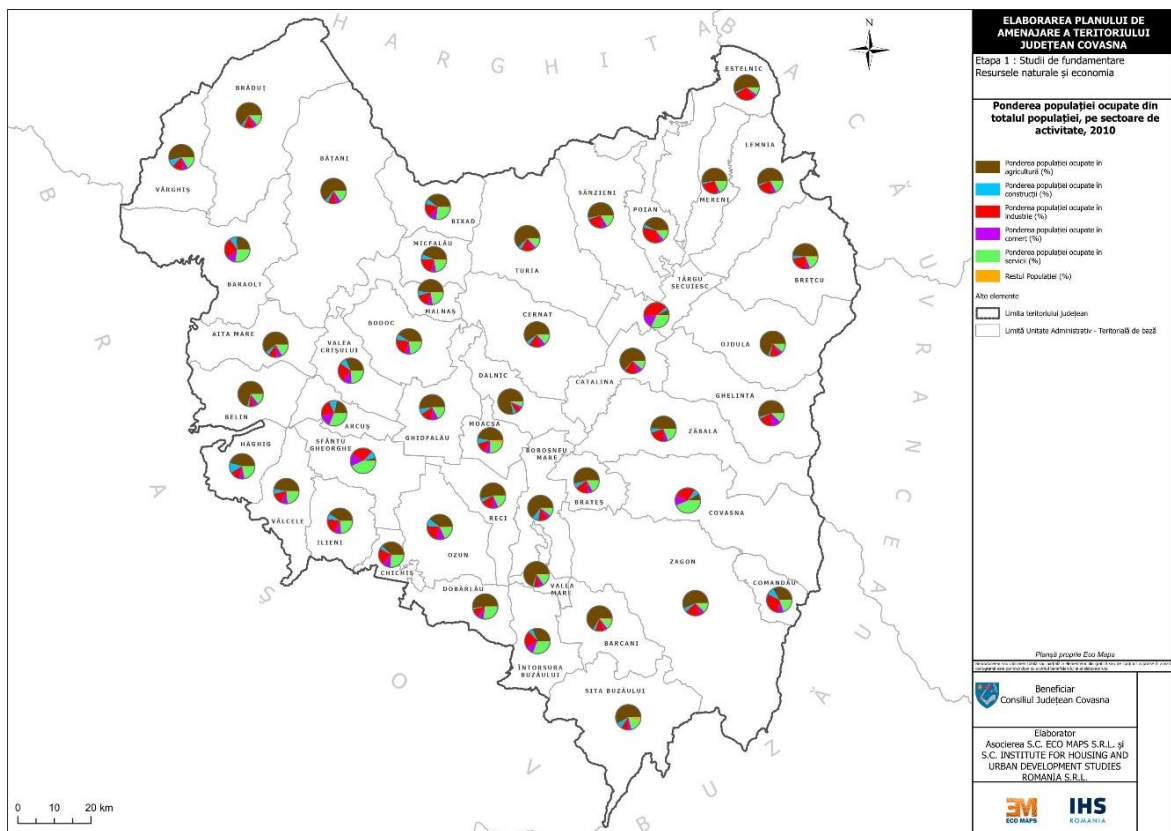 HARGHITA
BACĂU
VRANCEA
BUZĂU
BRAȘOV
N
ESTELNIC
BRĂDUȚ
LEMNIA
BĂȚANI
VÂRGHIȘ
SÂNZIENI
MERENI
POIAN
BIXAD
MICFALĂU
TURIA
BARAOLT
TÂRGU
SECUIESC
BREȚCU
MALNAȘ
CERNAT
BODOC
AITA MARE
VALEA
CRIȘULUI
OJDULA
DALNIC
CATALINA
GHELINȚA
BELIN
ARCUȘ
GHIDFALĂU
MOACȘA
ZĂBALA
SFÂNTU
GHEORGHE
BOROSNEU
MARE
HĂGHIG
BRATEȘ
COVASNA
VÂLCELE
RECI
ILIENI
OZUN
ZAGON
CHICHIȘ
COMANDĂU
DOBÂRLĂU
VALEA
MARE
BARCANI
ÎNTORSURA
BUZĂULUI
SITA BUZĂULUI
0 10 20 km
ELABORAREA PLANULUI DE
AMENAJARE A TERITORIULUI
JUDEȚEAN COVASNA
Etapa 1 : Studii de fundamentare
Resursele naturale și economia
Ponderea populației ocupate din
totalul populației, pe sectoare de
activitate, 2010
Ponderea populației ocupate în
agricultură (%)
Ponderea populației ocupate în
construcții (%)
Ponderea populației ocupate în
industrie (%)
Ponderea populației ocupate în
comerț (%)
Ponderea populației ocupate în
servicii (%)
Restul Populației (%)
Alte elemente
Limita teritoriului județean
Limită Unitate Administrativ - Teritorială de bază
Planșă proprie Eco Maps
Beneficiar
Consiliul Județean Covasna
Elaborator
Asocierea S.C. ECO MAPS S.R.L. și
S.C. INSTITUTE FOR HOUSING AND
URBAN DEVELOPMENT STUDIES
ROMANIA S.R.L.
ECO MAPS
IHS
ROMANIA